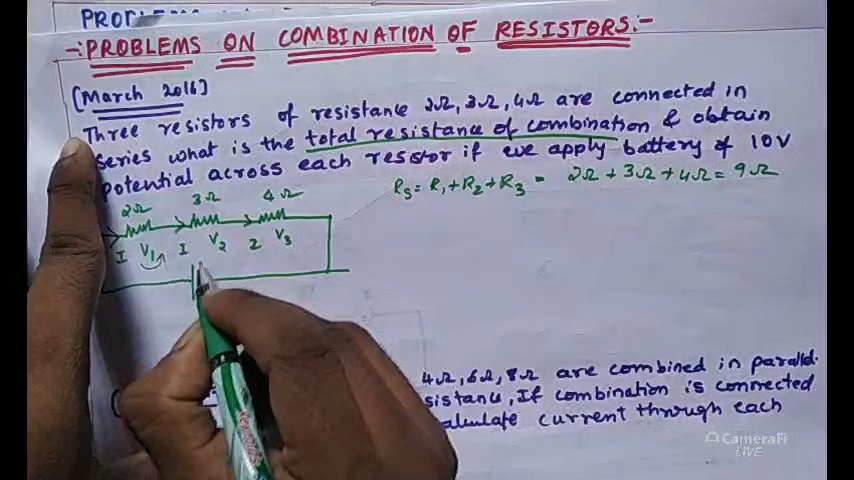 PROBLEM
-:PROBLEMS ON COMBINATION OF RESISTORS:-
[March 2016]
Three resistors of resistance 2Ω, 3Ω, 4Ω are connected in
series what is the total resistance of combination & obtain
potential across each resistor if we apply battery of 10V
RS = R1+R2+R3 = 2Ω + 3Ω + 4Ω = 9Ω
2Ω 3Ω 4Ω
I V1 I V2 I V3
4Ω, 6Ω, 8Ω are combined in parallel.
sistance, If combination is connected
alculate current through each
CameraFi
LIVE